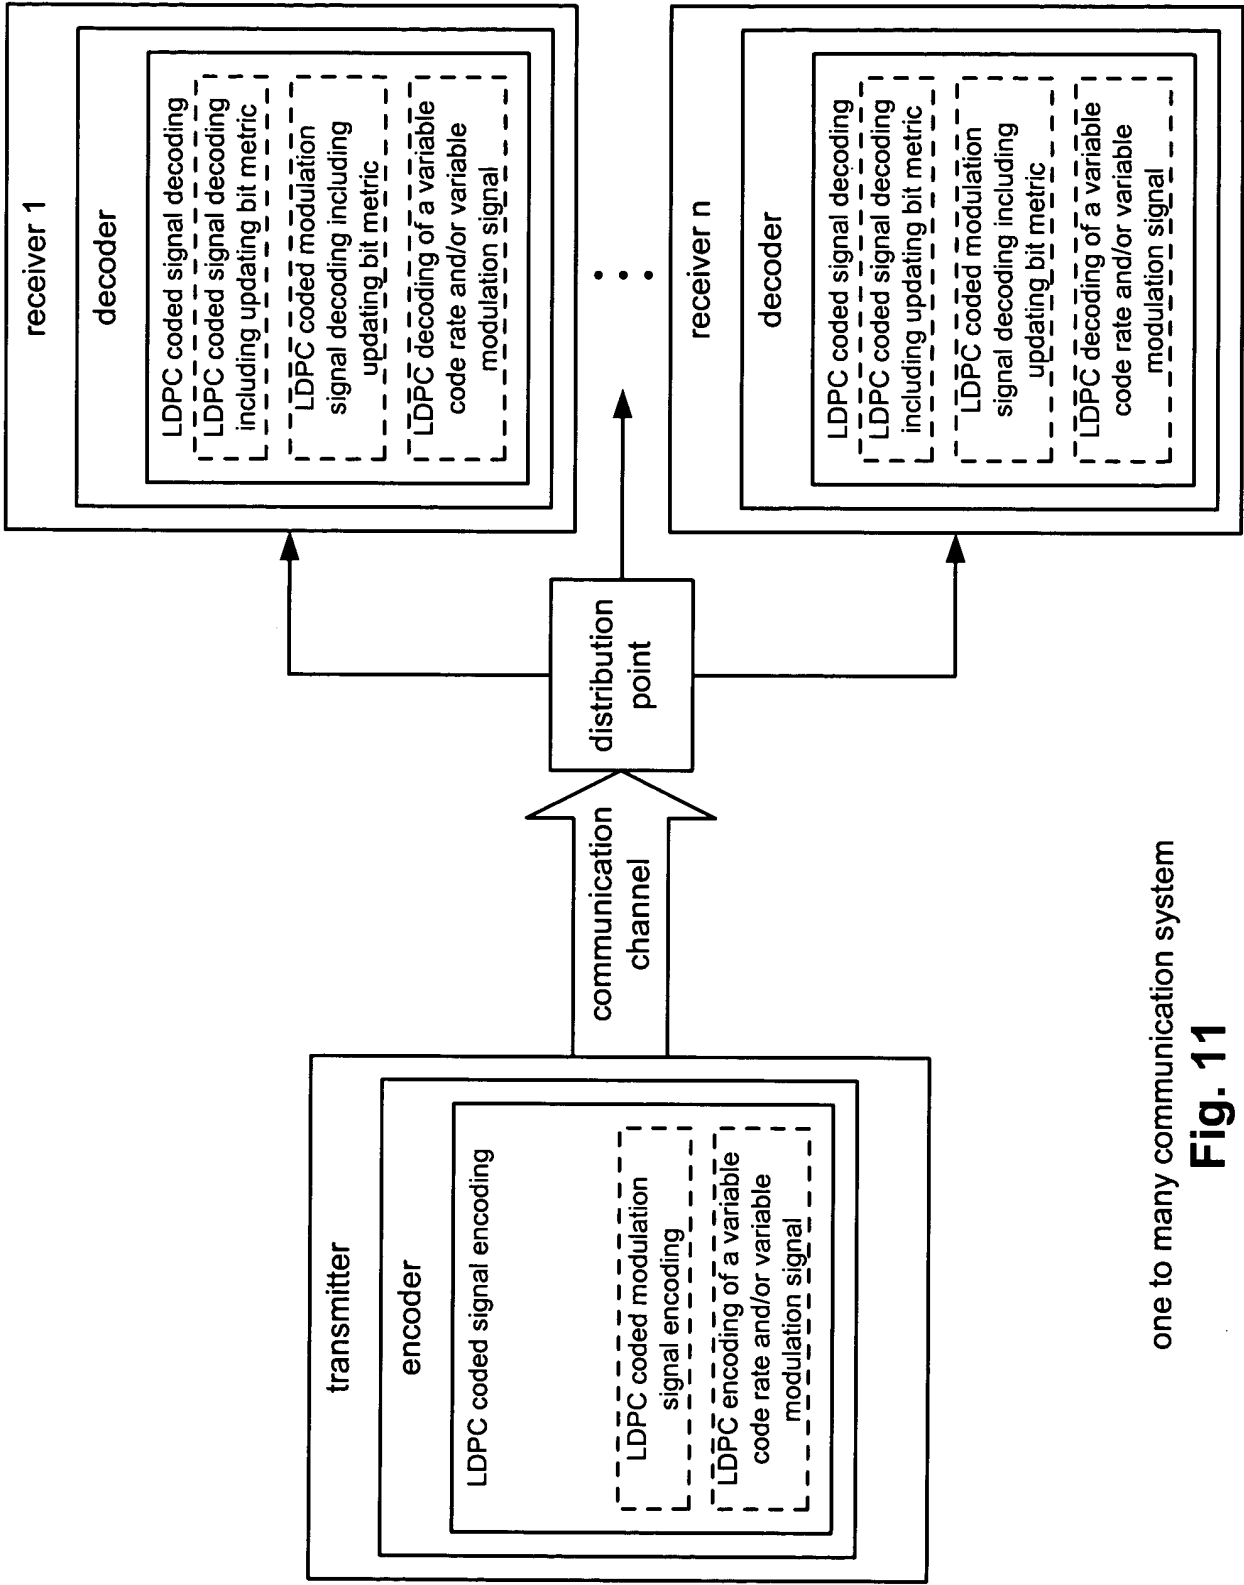 transmitter
encoder
LDPC coded signal encoding
LDPC coded modulation
signal encoding
LDPC encoding of a variable
code rate and/or variable
modulation signal
communication
channel
distribution
point
receiver 1
decoder
LDPC coded signal decoding
LDPC coded signal decoding
including updating bit metric
LDPC coded modulation
signal decoding including
updating bit metric
LDPC decoding of a variable
code rate and/or variable
modulation signal
receiver n
decoder
LDPC coded signal decoding
LDPC coded signal decoding
including updating bit metric
LDPC coded modulation
signal decoding including
updating bit metric
LDPC decoding of a variable
code rate and/or variable
modulation signal
one to many communication system
Fig. 11